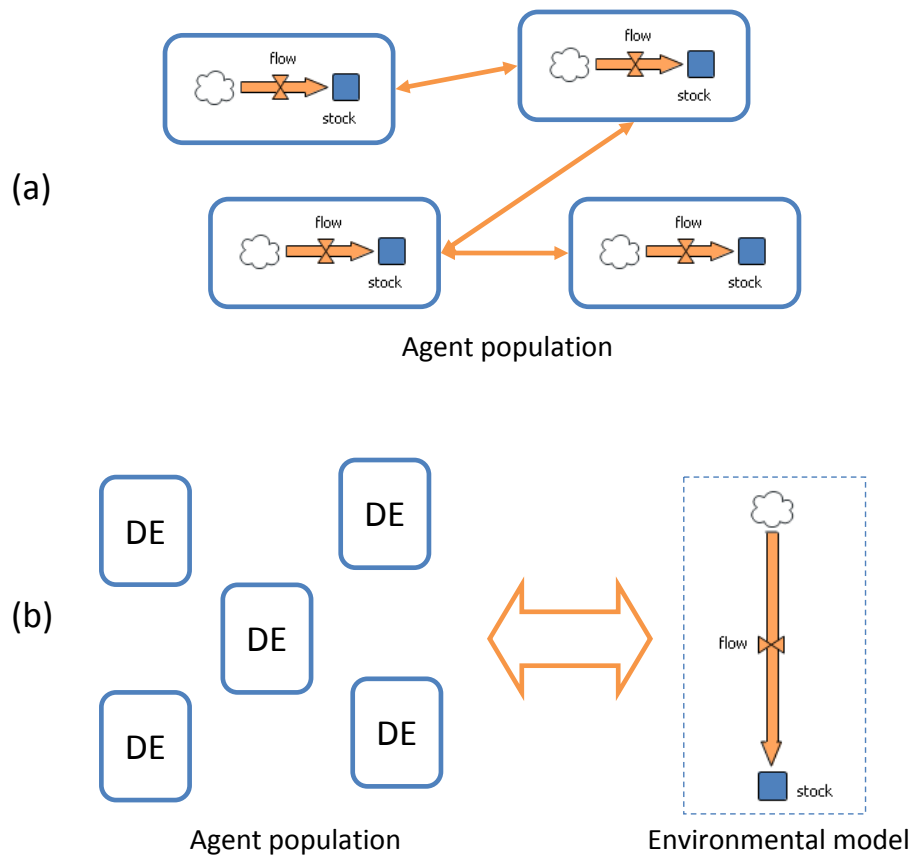 flow
stock
flow
stock
(a)
flow
stock
flow
stock
Agent population
DE
DE
DE
(b)
flow
DE
DE
stock
Agent population
Environmental model